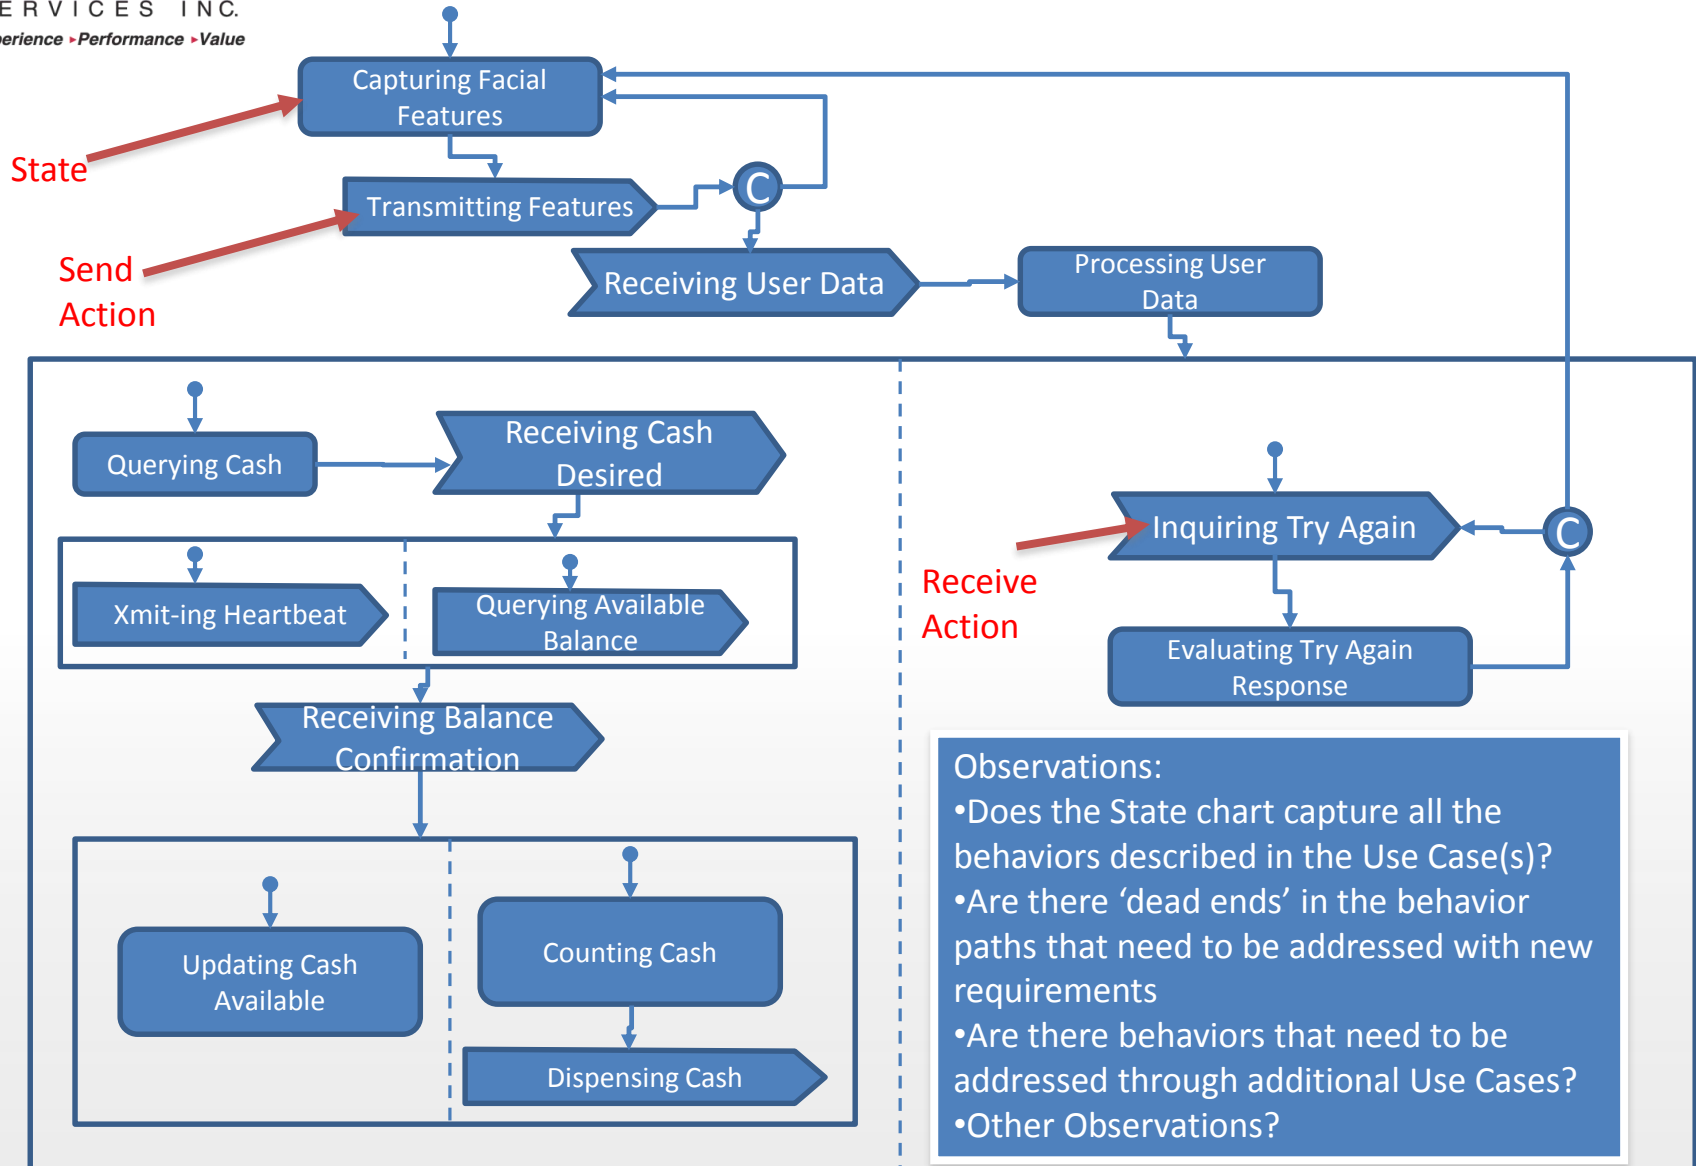 ERVICES INC.
perience ▸Performance ▸Value
Capturing Facial
Features
State
Transmitting Features
C
Send
Action
Receiving User Data
Processing User
Data
Querying Cash
Receiving Cash
Desired
Xmit-ing Heartbeat
Querying Available
Balance
Receiving Balance
Confirmation
Updating Cash
Available
Counting Cash
Dispensing Cash
Inquiring Try Again
C
Receive
Action
Evaluating Try Again
Response
Observations:
•Does the State chart capture all the
behaviors described in the Use Case(s)?
•Are there ‘dead ends’ in the behavior
paths that need to be addressed with new
requirements
•Are there behaviors that need to be
addressed through additional Use Cases?
•Other Observations?